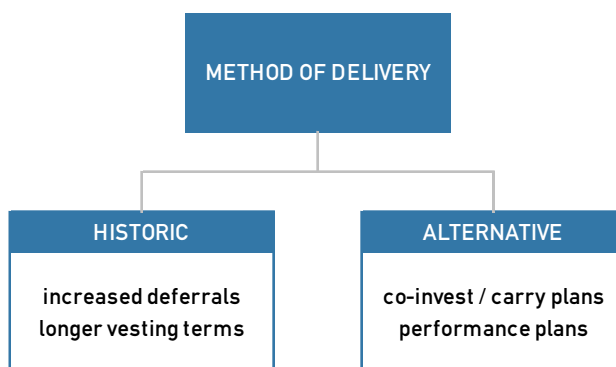 METHOD OF DELIVERY
HISTORIC
increased deferrals
longer vesting terms
ALTERNATIVE
co-invest / carry plans
performance plans